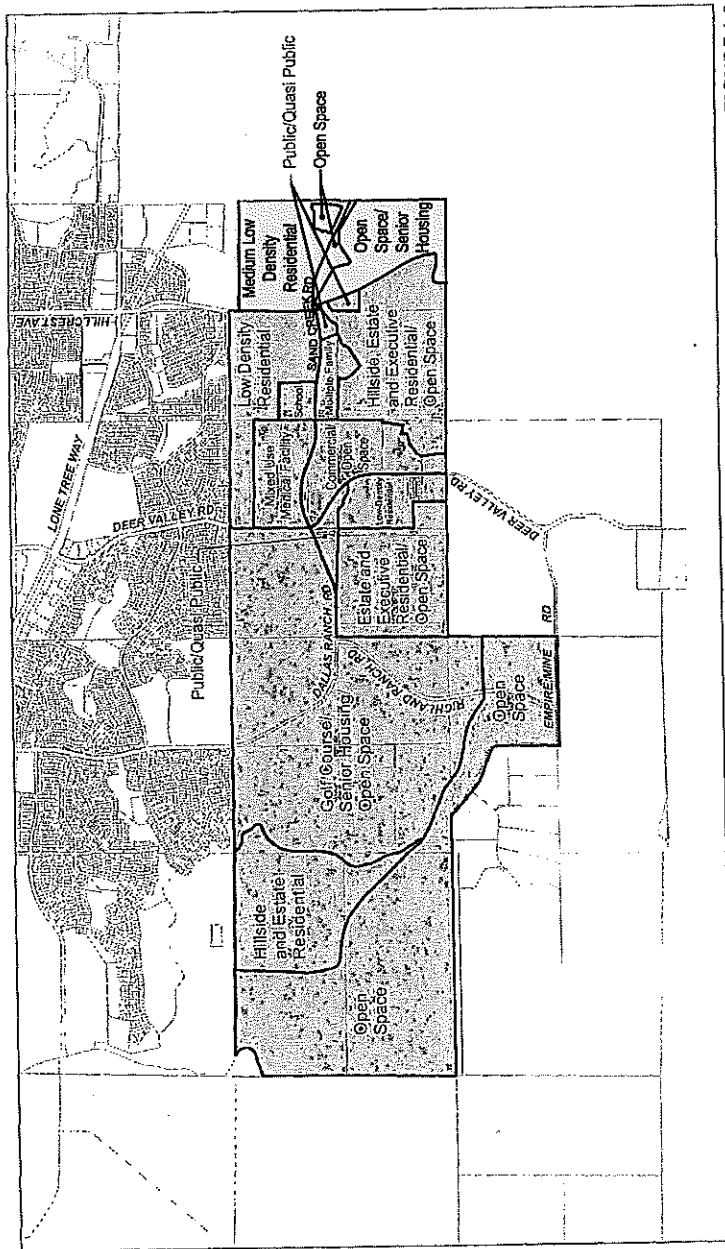 HILLCREST AVE
LONE TREE WAY
DEER VALLEY RD
Public/Quasi Public
Public/Quasi Public
Open Space
Medium Low
Density
Residential
SAND CREEK RD
Open
Space/
Senior
Housing
Low Density
Residential
School
Multiple Family
Hillside, Estate
and Executive
Residential/
Open Space
Mixed Use
Medical Facility
Commercial/
Open
Space
Low Density
Residential
DEER VALLEY RD
Estate and
Executive
Residential/
Open Space
DALLAS RANCH RD
RICHLAND RANCH RD
Golf Course/
Senior Housing
Open Space
Open
Space
EMPIRE MINE
RD
Hillside
and Estate
Residential
Open
Space